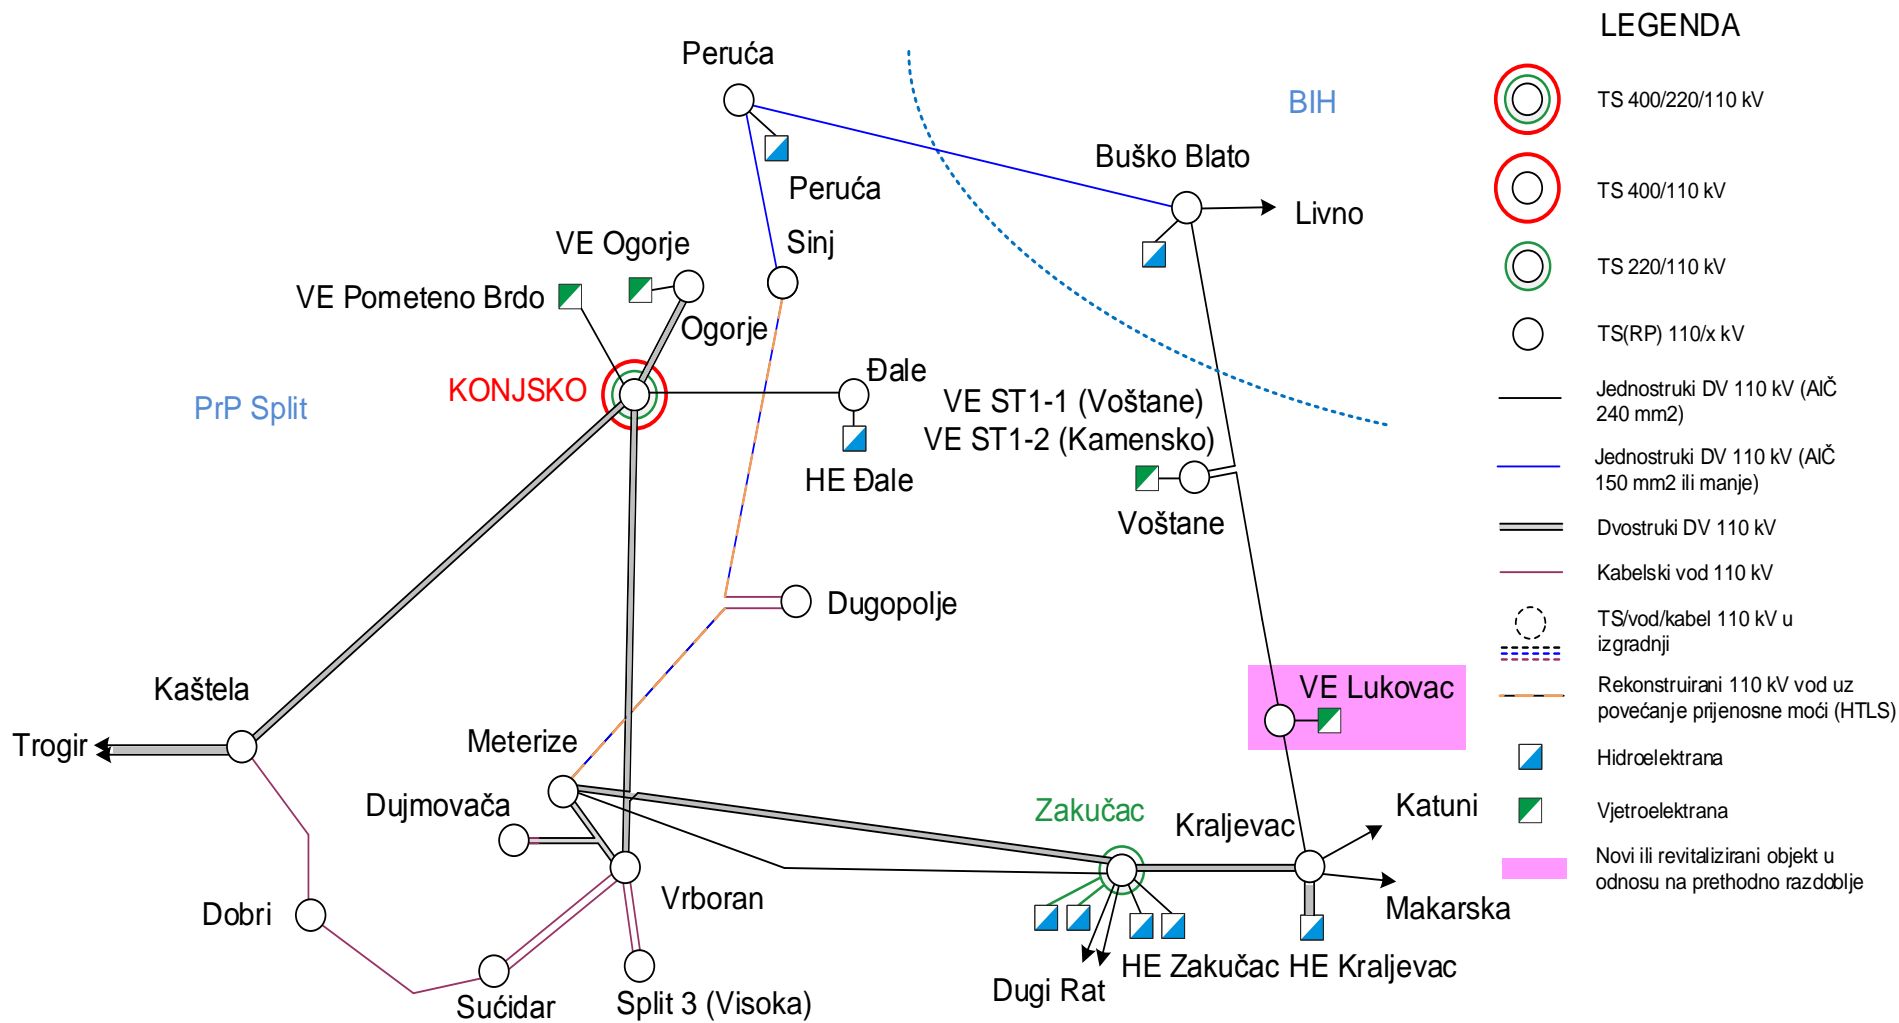 Peruća
BIH
Buško Blato
Peruća
Livno
VE Ogorje
Sinj
VE Pometeno Brdo
Ogorje
KONJSKO
Đale
PrP Split
VE ST1-1 (Voštane)
VE ST1-2 (Kamensko)
HE Đale
Voštane
Dugopolje
Kaštela
VE Lukovac
Trogir
Meterize
Dujmovača
Zakučac
Kraljevac
Katuni
Vrboran
Makarska
Dobri
HE Zakučac
HE Kraljevac
Dugi Rat
Sućidar
Split 3 (Visoka)
LEGENDA
TS 400/220/110 kV
TS 400/110 kV
TS 220/110 kV
TS(RP) 110/x kV
Jednostruki DV 110 kV (AIČ
240 mm2)
Jednostruki DV 110 kV (AIČ
150 mm2 ili manje)
Dvostruki DV 110 kV
Kabelski vod 110 kV
TS/vod/kabel 110 kV u
izgradnji
Rekonstruirani 110 kV vod uz
povećanje prijenosne moći (HTLS)
Hidroelektrana
Vjetroelektrana
Novi ili revitalizirani objekt u
odnosu na prethodno razdoblje